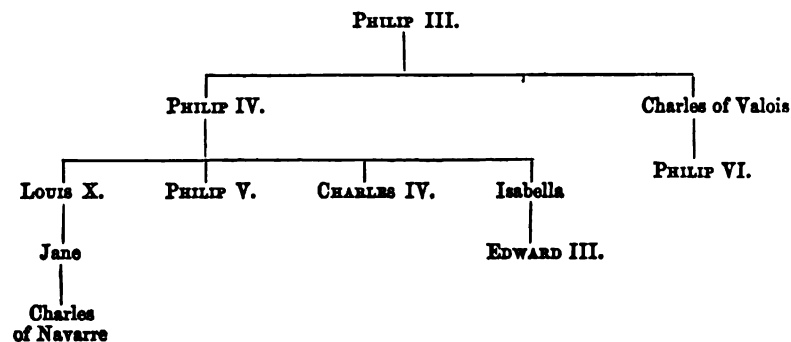 PHILIP III.
PHILIP IV.
Charles of Valois
PHILIP VI.
LOUIS X.
PHILIP V.
CHARLES IV.
Isabella
Jane
EDWARD III.
Charles
of Navarre